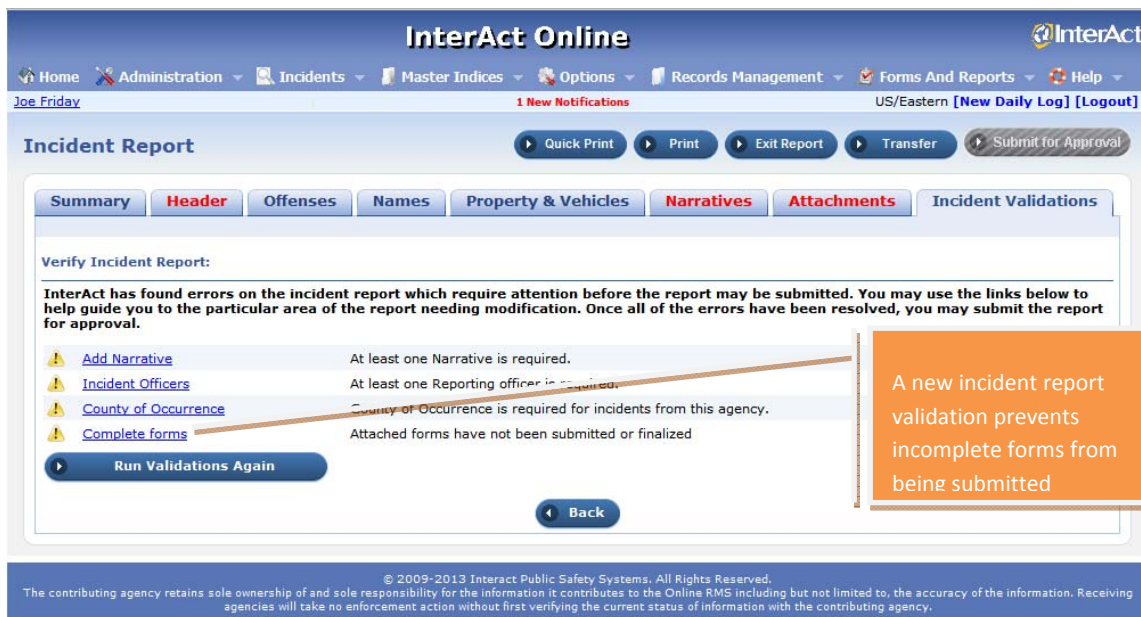 InterAct Online
InterAct
Home Administration Incidents Master Indices Options Records Management Forms And Reports Help
Joe Friday 1 New Notifications US/Eastern [New Daily Log] [Logout]
Incident Report Quick Print Print Exit Report Transfer Submit for Approval
Summary Header Offenses Names Property & Vehicles Narratives Attachments Incident Validations
Verify Incident Report:
InterAct has found errors on the incident report which require attention before the report may be submitted. You may use the links below to
help guide you to the particular area of the report needing modification. Once all of the errors have been resolved, you may submit the report
for approval.
Add Narrative At least one Narrative is required.
Incident Officers At least one Reporting officer is required.
County of Occurrence County of Occurrence is required for incidents from this agency.
Complete forms Attached forms have not been submitted or finalized
Run Validations Again
Back
A new incident report
validation prevents
incomplete forms from
being submitted
© 2009-2013 Interact Public Safety Systems. All Rights Reserved.
The contributing agency retains sole ownership of and sole responsibility for the information it contributes to the Online RMS including but not limited to, the accuracy of the information. Receiving
agencies will take no enforcement action without first verifying the current status of information with the contributing agency.